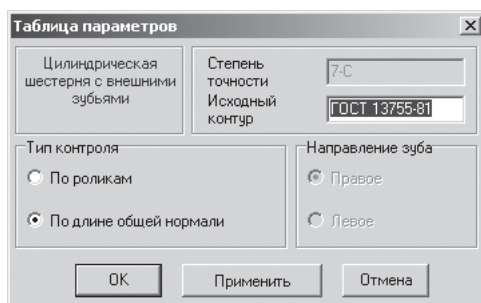 Таблица параметров
Цилиндрическая
шестерня с внешними
зубьями
Степень
точности
7-C
Исходный
контур
ГОСТ 13755-81
Тип контроля
По роликам
По длине общей нормали
Направление зуба
Правое
Левое
OK
Применить
Отмена